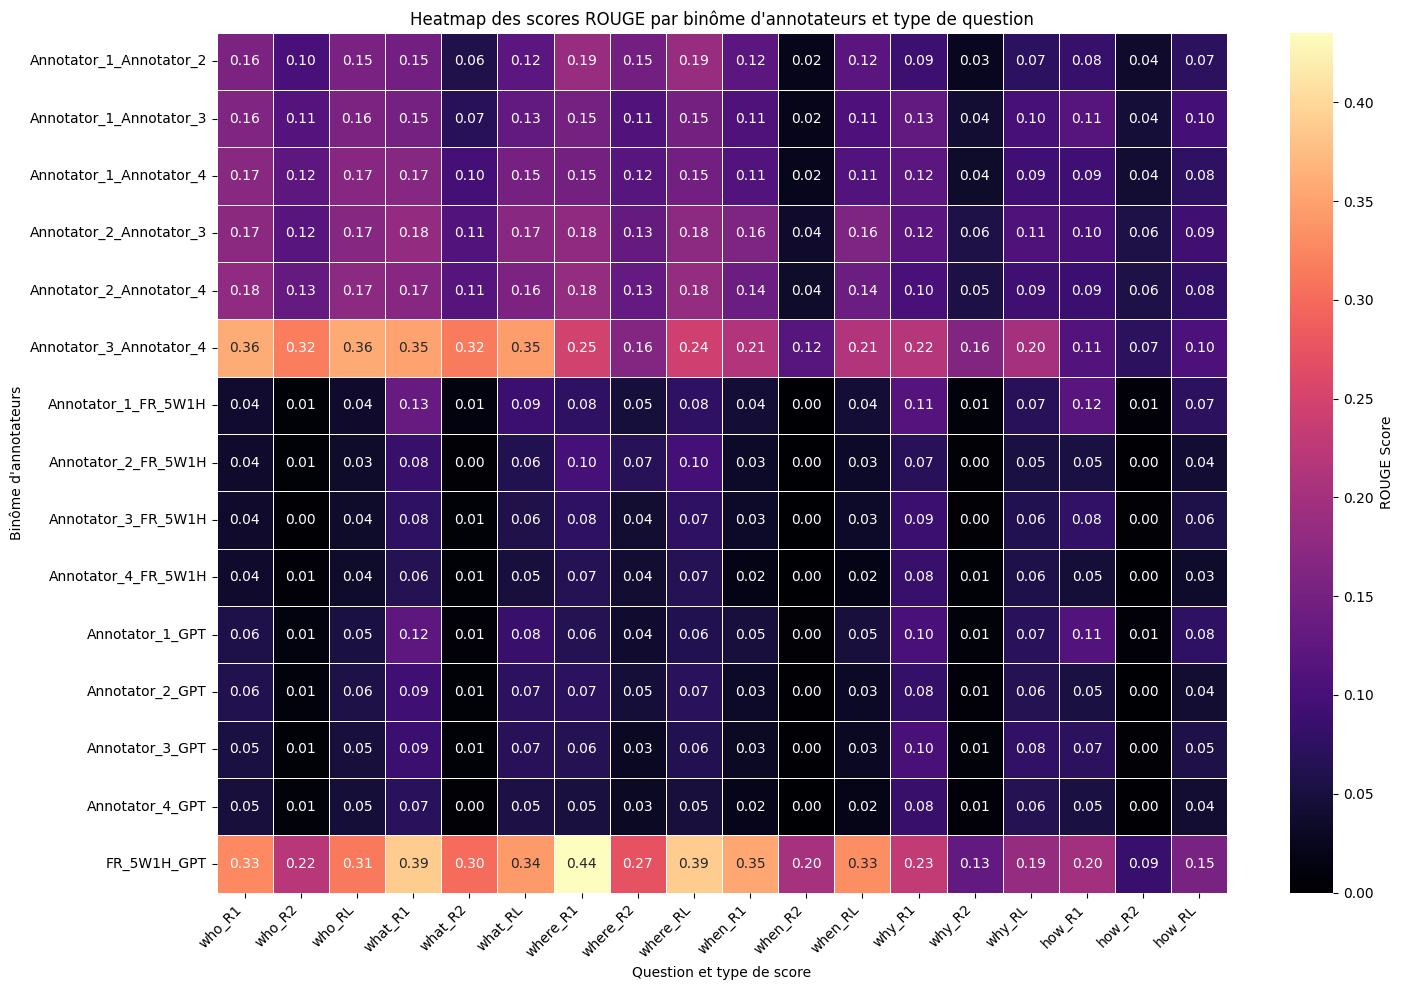 Heatmap des scores ROUGE par binôme d'annotateurs et type de question
Binôme d'annotateurs
Annotator_1_Annotator_2 0.16 0.10 0.15 0.15 0.06 0.12 0.19 0.15 0.19 0.12 0.02 0.12 0.09 0.03 0.07 0.08 0.04 0.07
Annotator_1_Annotator_3 0.16 0.11 0.16 0.15 0.07 0.13 0.15 0.11 0.15 0.11 0.02 0.11 0.13 0.04 0.10 0.11 0.04 0.10
Annotator_1_Annotator_4 0.17 0.12 0.17 0.17 0.10 0.15 0.15 0.12 0.15 0.11 0.02 0.11 0.12 0.04 0.09 0.09 0.04 0.08
Annotator_2_Annotator_3 0.17 0.12 0.17 0.18 0.11 0.17 0.18 0.13 0.18 0.16 0.04 0.16 0.12 0.06 0.11 0.10 0.06 0.09
Annotator_2_Annotator_4 0.18 0.13 0.17 0.17 0.11 0.16 0.18 0.13 0.18 0.14 0.04 0.14 0.10 0.05 0.09 0.09 0.06 0.08
Annotator_3_Annotator_4 0.36 0.32 0.36 0.35 0.32 0.35 0.25 0.16 0.24 0.21 0.12 0.21 0.22 0.16 0.20 0.11 0.07 0.10
Annotator_1_FR_5W1H 0.04 0.01 0.04 0.13 0.01 0.09 0.08 0.05 0.08 0.04 0.00 0.04 0.11 0.01 0.07 0.12 0.01 0.07
Annotator_2_FR_5W1H 0.04 0.01 0.03 0.08 0.00 0.06 0.10 0.07 0.10 0.03 0.00 0.03 0.07 0.00 0.05 0.05 0.00 0.04
Annotator_3_FR_5W1H 0.04 0.00 0.04 0.08 0.01 0.06 0.08 0.04 0.07 0.03 0.00 0.03 0.09 0.00 0.06 0.08 0.00 0.06
Annotator_4_FR_5W1H 0.04 0.01 0.04 0.06 0.01 0.05 0.07 0.04 0.07 0.02 0.00 0.02 0.08 0.01 0.06 0.05 0.00 0.03
Annotator_1_GPT 0.06 0.01 0.05 0.12 0.01 0.08 0.06 0.04 0.06 0.05 0.00 0.05 0.10 0.01 0.07 0.11 0.01 0.08
Annotator_2_GPT 0.06 0.01 0.06 0.09 0.01 0.07 0.07 0.05 0.07 0.03 0.00 0.03 0.08 0.01 0.06 0.05 0.00 0.04
Annotator_3_GPT 0.05 0.01 0.05 0.09 0.01 0.07 0.06 0.03 0.06 0.03 0.00 0.03 0.10 0.01 0.08 0.07 0.00 0.05
Annotator_4_GPT 0.05 0.01 0.05 0.07 0.00 0.05 0.05 0.03 0.05 0.02 0.00 0.02 0.08 0.01 0.06 0.05 0.00 0.04
FR_5W1H_GPT 0.33 0.22 0.31 0.39 0.30 0.34 0.44 0.27 0.39 0.35 0.20 0.33 0.23 0.13 0.19 0.20 0.09 0.15
who_R1 who_R2 who_RL what_R1 what_R2 what_RL where_R1 where_R2 where_RL when_R1 when_R2 when_RL why_R1 why_R2 why_RL how_R1 how_R2 how_RL
Question et type de score
0.40
0.35
0.30
0.25
0.20
0.15
0.10
0.05
0.00
ROUGE Score